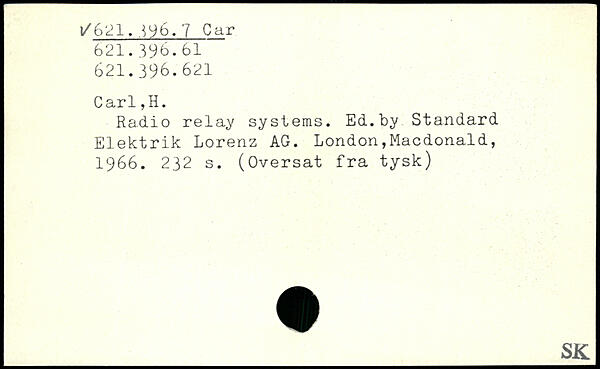 √621.396.7 Car
621.396.61
621.396.621
Carl,H.
Radio relay systems. Ed.by Standard
Elektrik Lorenz AG. London,Macdonald,
1966. 232 s. (Oversat fra tysk)
SK